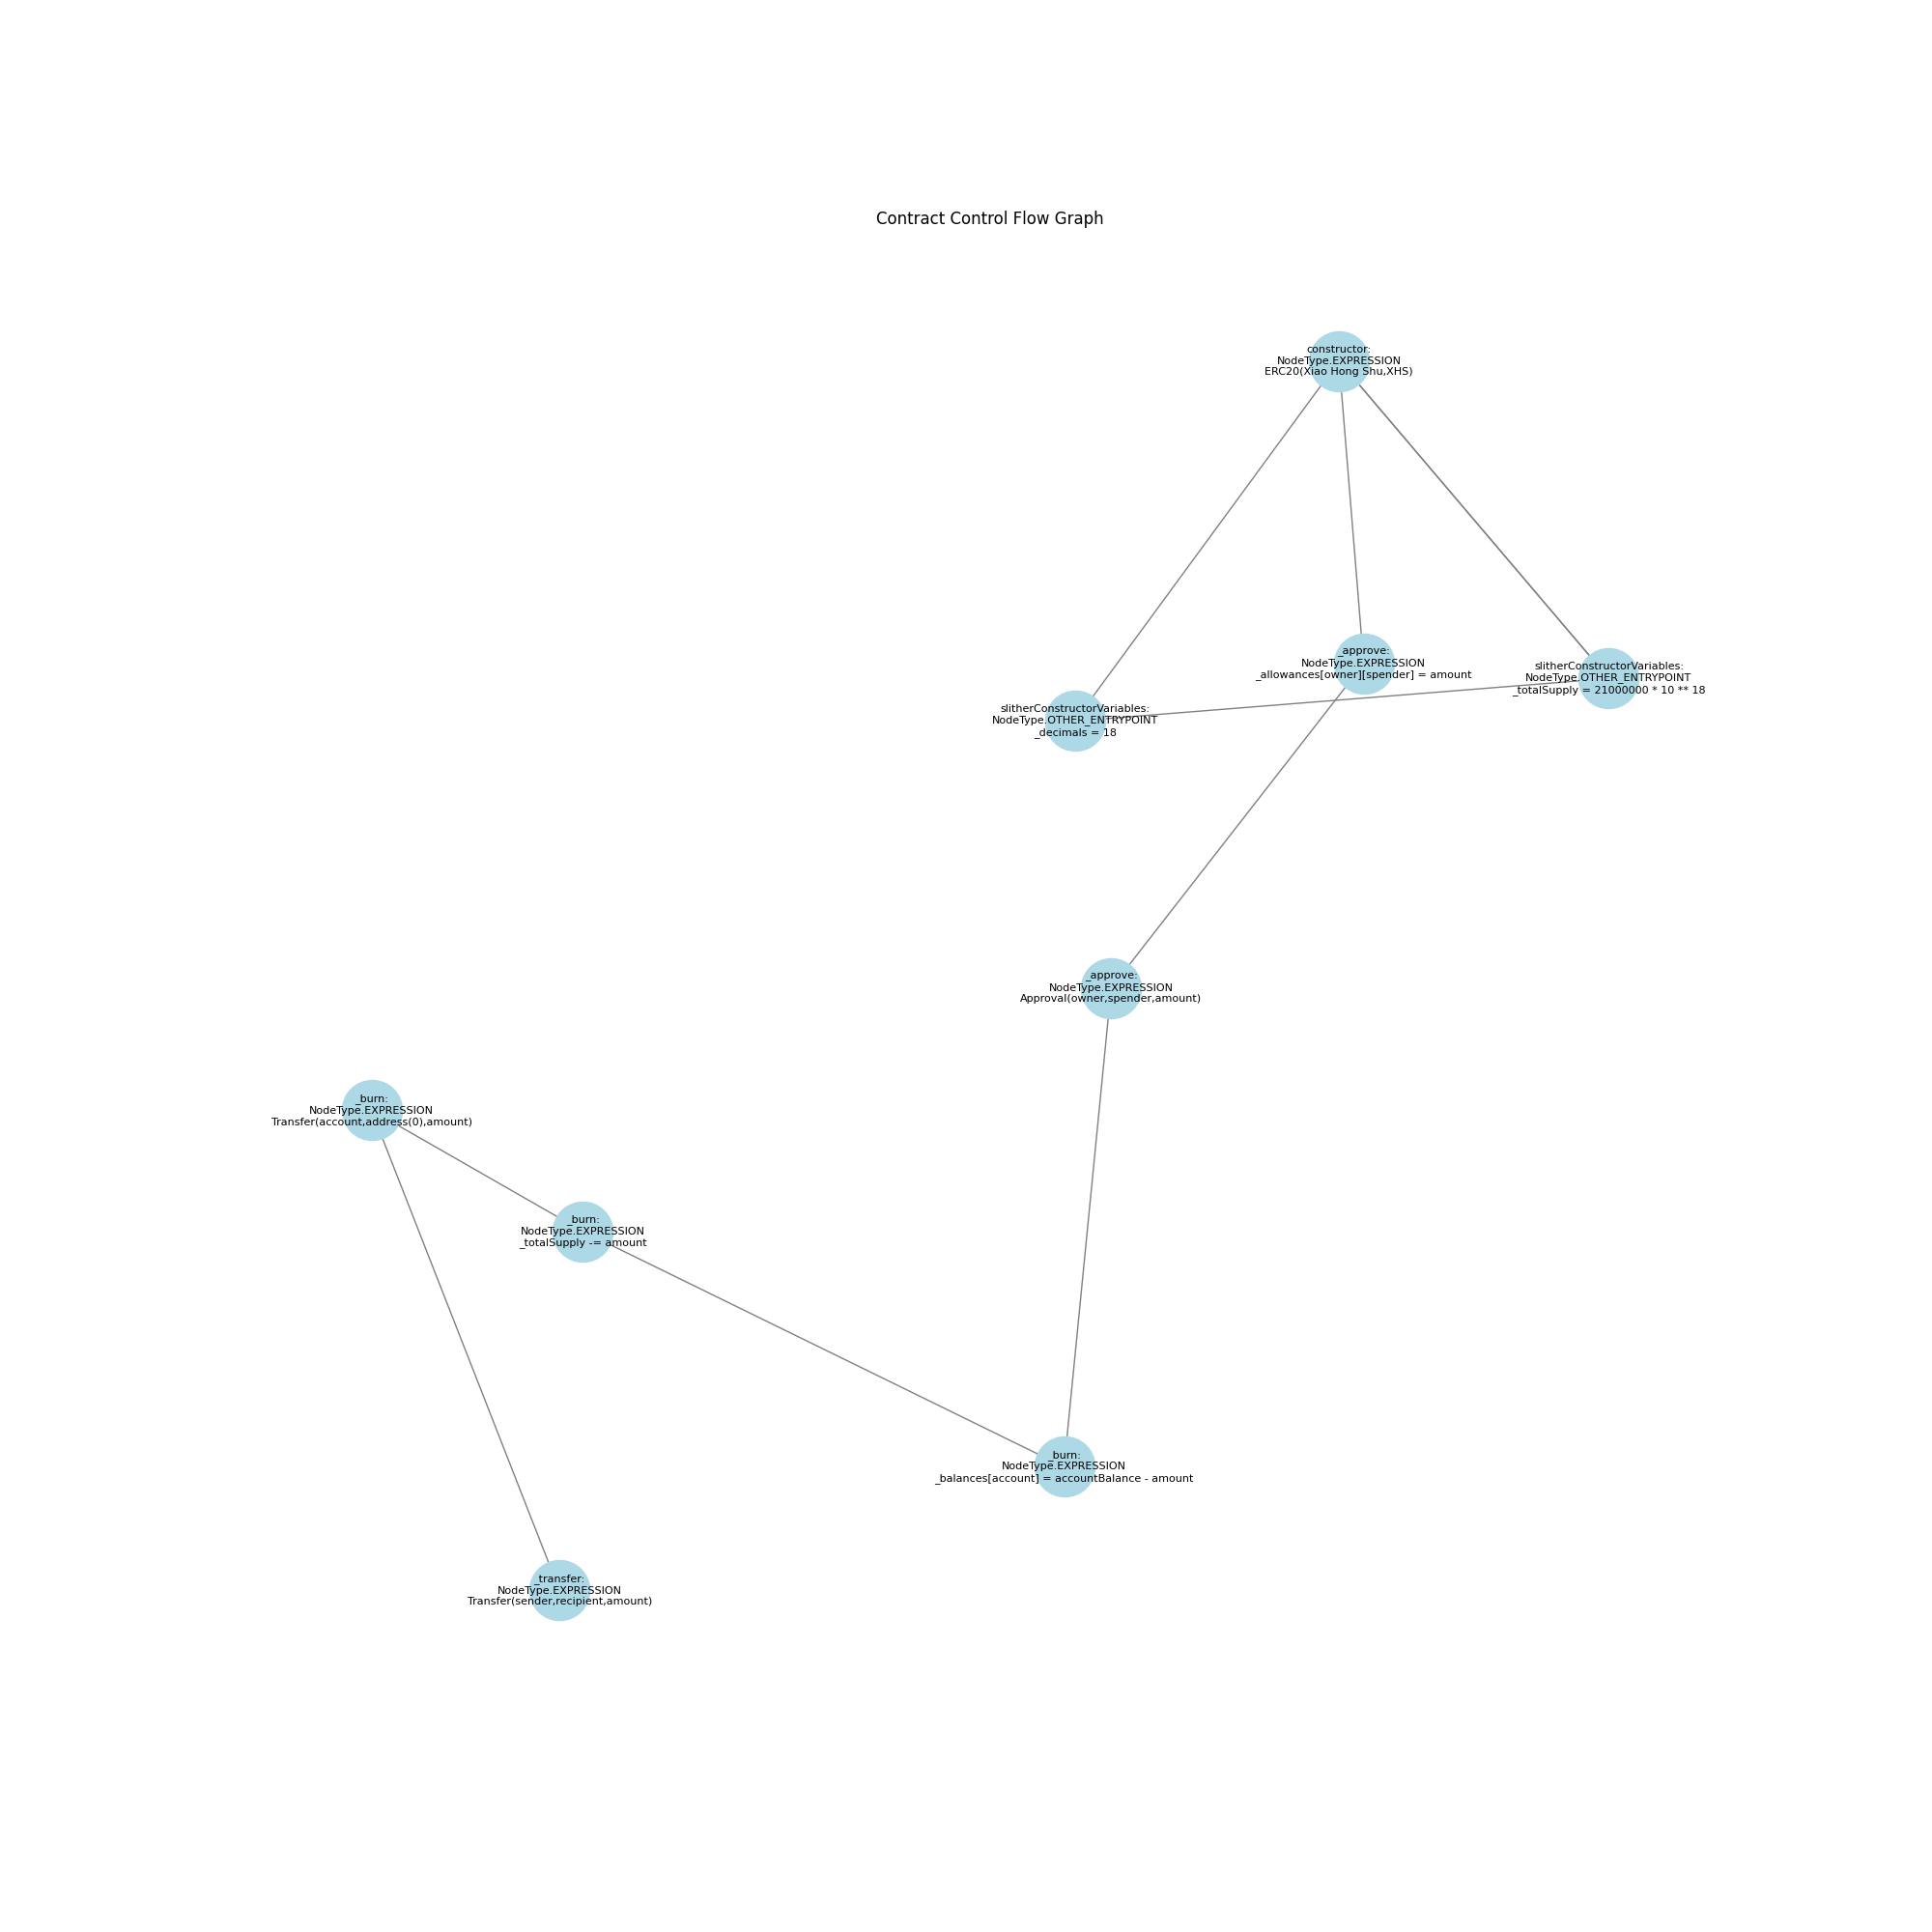 Contract Control Flow Graph
constructor:
NodeType.EXPRESSION
ERC20(Xiao Hong Shu,XHS)
_approve:
NodeType.EXPRESSION
_allowances[owner][spender] = amount
slitherConstructorVariables:
NodeType.OTHER_ENTRYPOINT
_totalSupply = 21000000 * 10 ** 18
slitherConstructorVariables:
NodeType.OTHER_ENTRYPOINT
_decimals = 18
_approve:
NodeType.EXPRESSION
Approval(owner,spender,amount)
_burn:
NodeType.EXPRESSION
Transfer(account,address(0),amount)
_burn:
NodeType.EXPRESSION
_totalSupply -= amount
_burn:
NodeType.EXPRESSION
_balances[account] = accountBalance - amount
_transfer:
NodeType.EXPRESSION
Transfer(sender,recipient,amount)